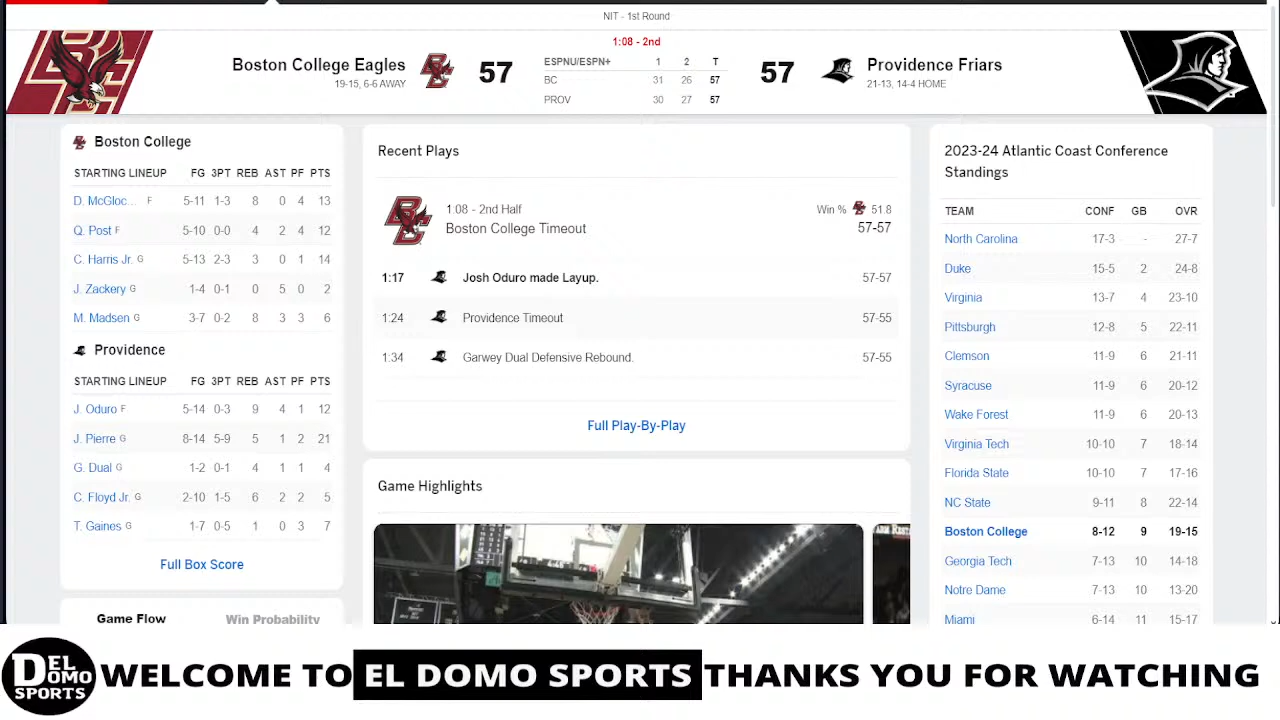 NIT - 1st Round
1:08 - 2nd
Boston College Eagles
19-15, 6-6 AWAY
57
ESPNU/ESPN+ 1 2 T
BC 31 26 57
PROV 30 27 57
57
Providence Friars
21-13, 14-4 HOME
Boston College
STARTING LINEUP FG 3PT REB AST PF PTS
D. McGloc... F 5-11 1-3 8 0 4 13
Q. Post F 5-10 0-0 4 2 4 12
C. Harris Jr. G 5-13 2-3 3 0 1 14
J. Zackery G 1-4 0-1 0 5 0 2
M. Madsen G 3-7 0-2 8 3 3 6
Providence
STARTING LINEUP FG 3PT REB AST PF PTS
J. Oduro F 5-14 0-3 9 4 1 12
J. Pierre G 8-14 5-9 5 1 2 21
G. Dual G 1-2 0-1 4 1 1 4
C. Floyd Jr. G 2-10 1-5 6 2 2 5
T. Gaines G 1-7 0-5 1 0 3 7
Full Box Score
Game Flow Win Probability
Recent Plays
1:08 - 2nd Half
Boston College Timeout
Win % 51.8
57-57
1:17 Josh Oduro made Layup. 57-57
1:24 Providence Timeout 57-55
1:34 Garwey Dual Defensive Rebound. 57-55
Full Play-By-Play
Game Highlights
2023-24 Atlantic Coast Conference
Standings
TEAM CONF GB OVR
North Carolina 17-3 - 27-7
Duke 15-5 2 24-8
Virginia 13-7 4 23-10
Pittsburgh 12-8 5 22-11
Clemson 11-9 6 21-11
Syracuse 11-9 6 20-12
Wake Forest 11-9 6 20-13
Virginia Tech 10-10 7 18-14
Florida State 10-10 7 17-16
NC State 9-11 8 22-14
Boston College 8-12 9 19-15
Georgia Tech 7-13 10 14-18
Notre Dame 7-13 10 13-20
Miami 6-14 11 15-17
DEL DOMO SPORTS
WELCOME TO EL DOMO SPORTS THANKS YOU FOR WATCHING